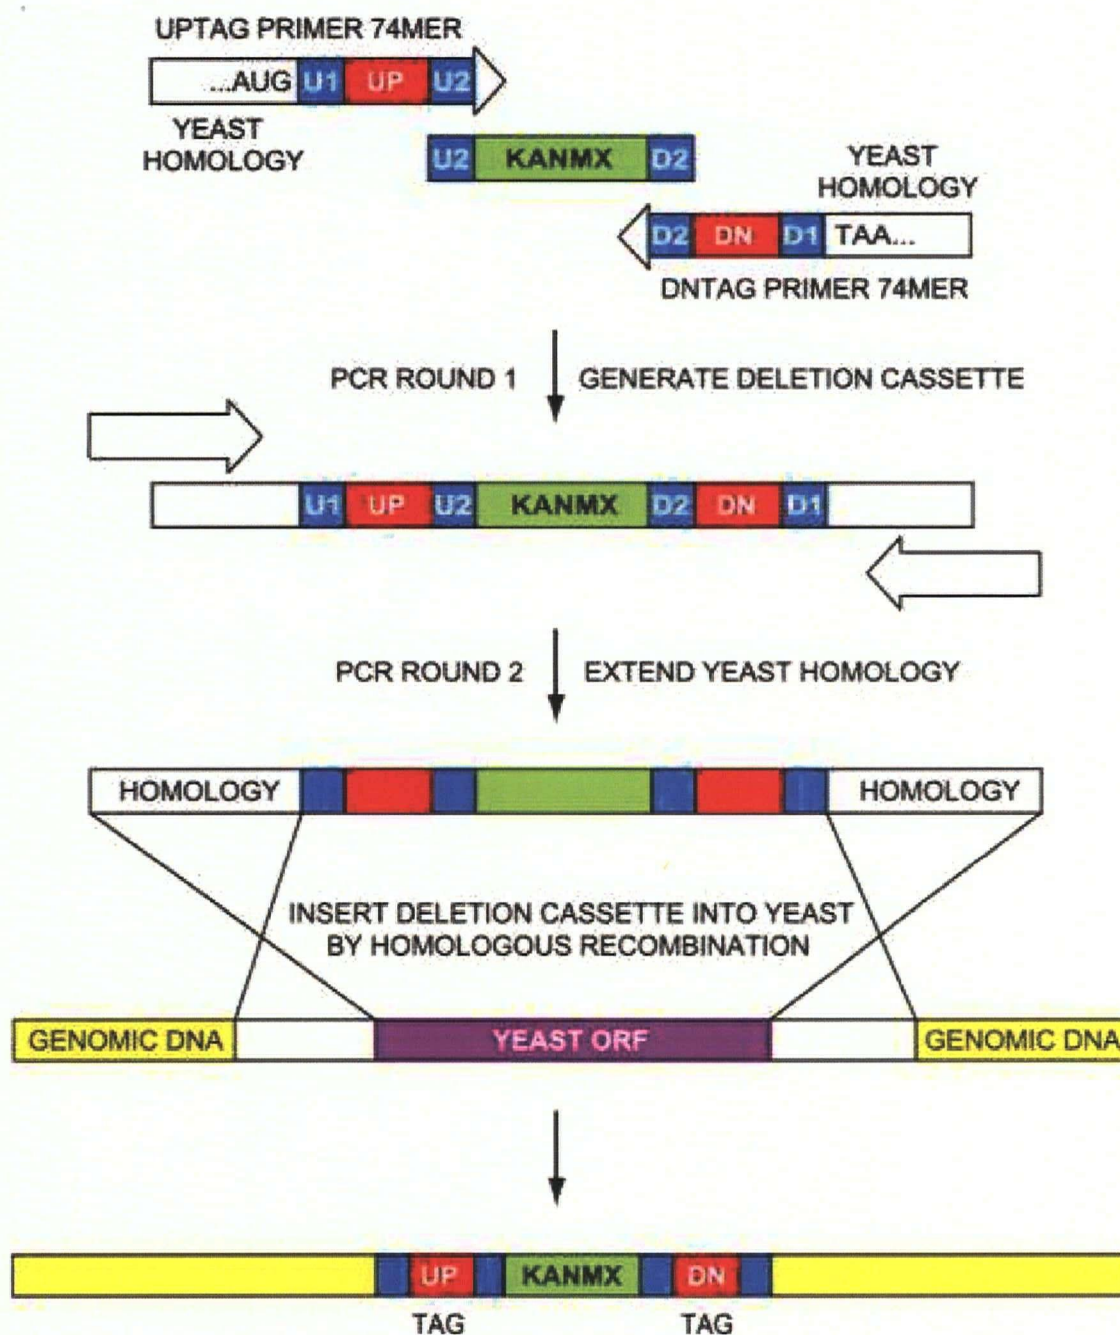 UPTAG PRIMER 74MER
...AUG U1 UP U2
YEAST
HOMOLOGY
U2 KANMX D2
YEAST
HOMOLOGY
D2 DN D1 TAA...
DNTAG PRIMER 74MER
PCR ROUND 1 GENERATE DELETION CASSETTE
U1 UP U2 KANMX D2 DN D1
PCR ROUND 2 EXTEND YEAST HOMOLOGY
HOMOLOGY HOMOLOGY
INSERT DELETION CASSETTE INTO YEAST
BY HOMOLOGOUS RECOMBINATION
GENOMIC DNA YEAST ORF GENOMIC DNA
UP KANMX DN
TAG TAG